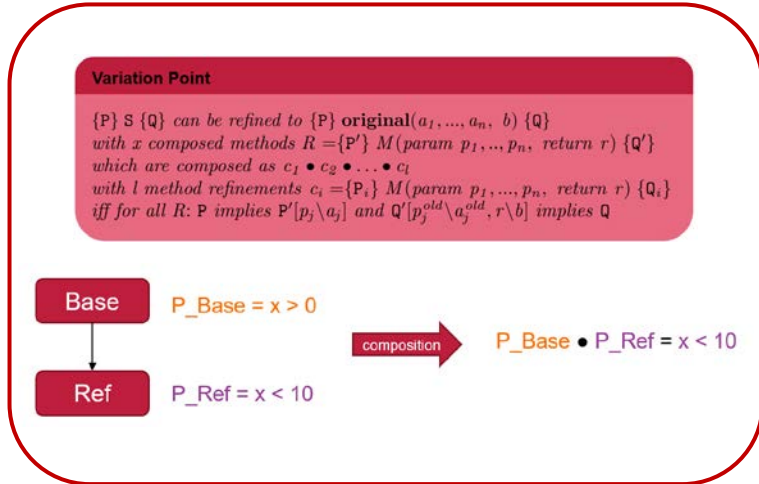 Variation Point
{P} S {Q} can be refined to {P} original(a₁,...,aₙ, b) {Q}
with x composed methods R ={P′} M(param p₁,..,pₙ, return r) {Q′}
which are composed as c₁ • c₂ • ... • cₗ
with l method refinements cᵢ ={Pᵢ} M(param p₁,...,pₙ, return r) {Qᵢ}
iff for all R: P implies P′[pⱼ\aⱼ] and Q′[pⱼᵒˡᵈ\aⱼᵒˡᵈ, r\b] implies Q
Base
P_Base = x > 0
composition
P_Base ● P_Ref = x < 10
Ref
P_Ref = x < 10